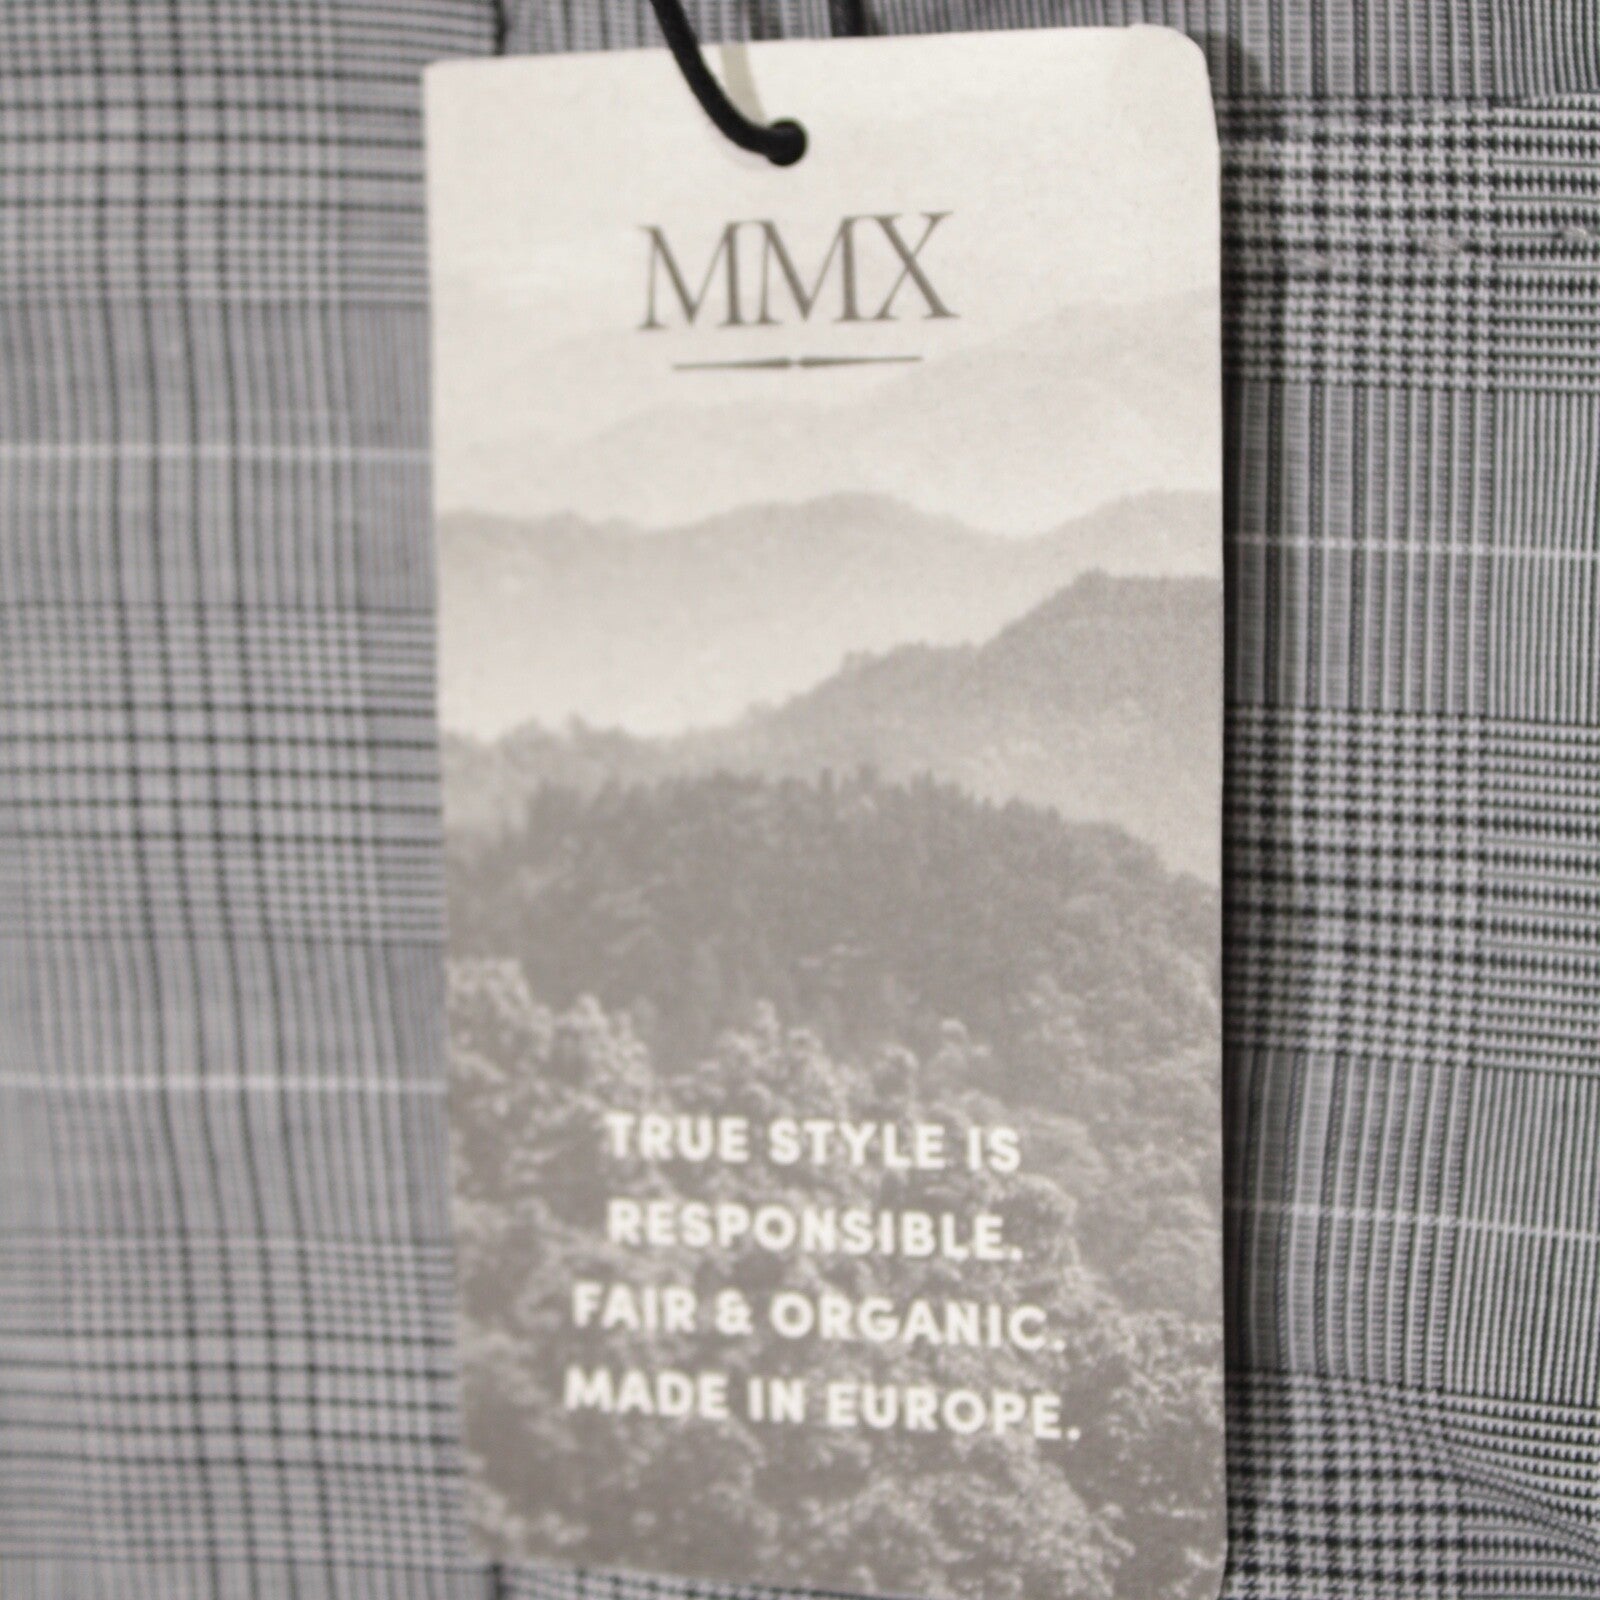 MMX
TRUE STYLE IS
RESPONSIBLE.
FAIR & ORGANIC.
MADE IN EUROPE.